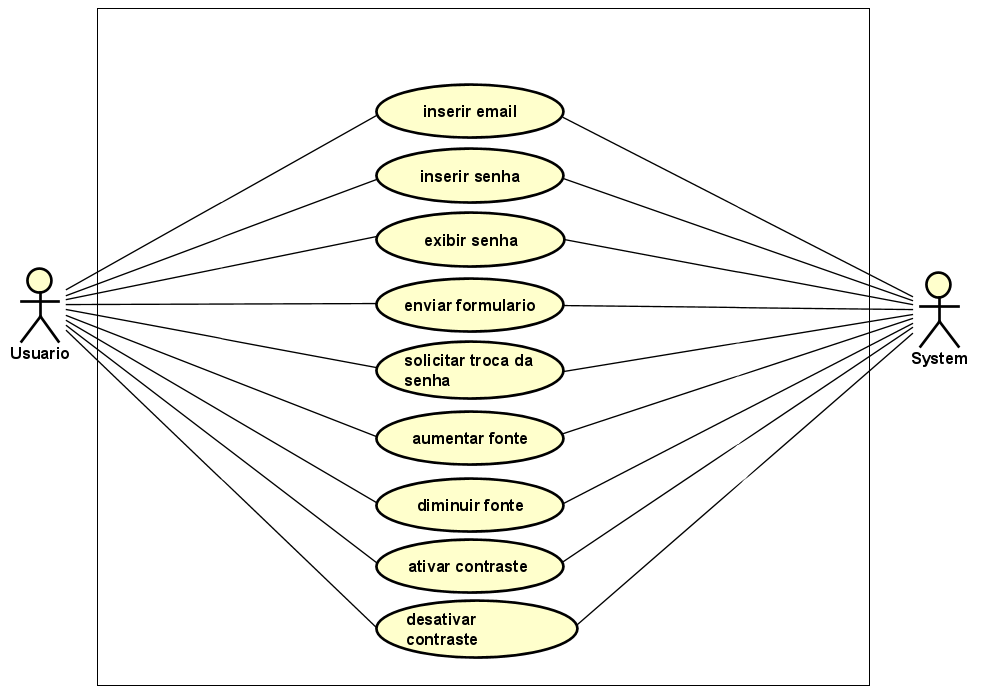 inserir email
inserir senha
exibir senha
enviar formulario
Usuario
System
solicitar troca da
senha
aumentar fonte
diminuir fonte
ativar contraste
desativar
contraste